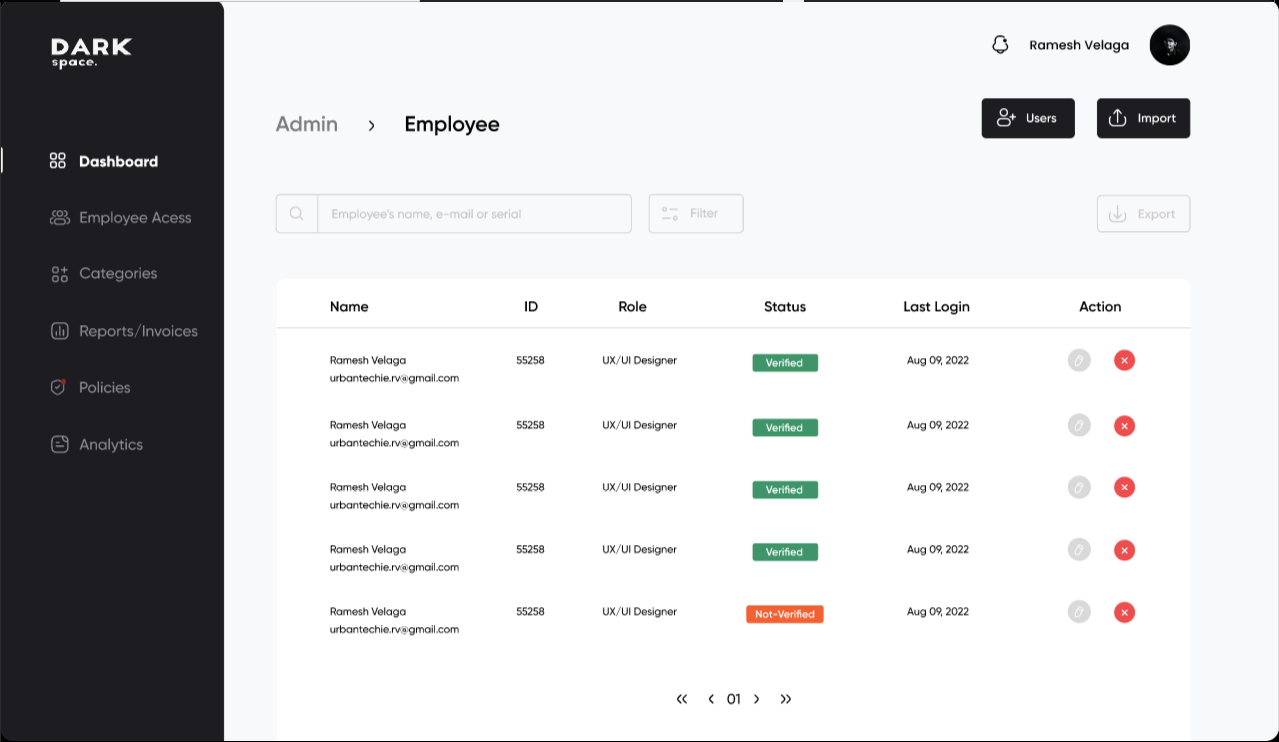 DARK
space.
Ramesh Velaga
Admin > Employee
Users
Import
Dashboard
Employee Acess
Categories
Reports/Invoices
Policies
Analytics
Employee's name, e-mail or serial
Filter
Export
Name ID Role Status Last Login Action
Ramesh Velaga 55258 UX/UI Designer Verified Aug 09, 2022
urbantechie.rv@gmail.com
Ramesh Velaga 55258 UX/UI Designer Verified Aug 09, 2022
urbantechie.rv@gmail.com
Ramesh Velaga 55258 UX/UI Designer Verified Aug 09, 2022
urbantechie.rv@gmail.com
Ramesh Velaga 55258 UX/UI Designer Verified Aug 09, 2022
urbantechie.rv@gmail.com
Ramesh Velaga 55258 UX/UI Designer Not-Verified Aug 09, 2022
urbantechie.rv@gmail.com
« < 01 > »